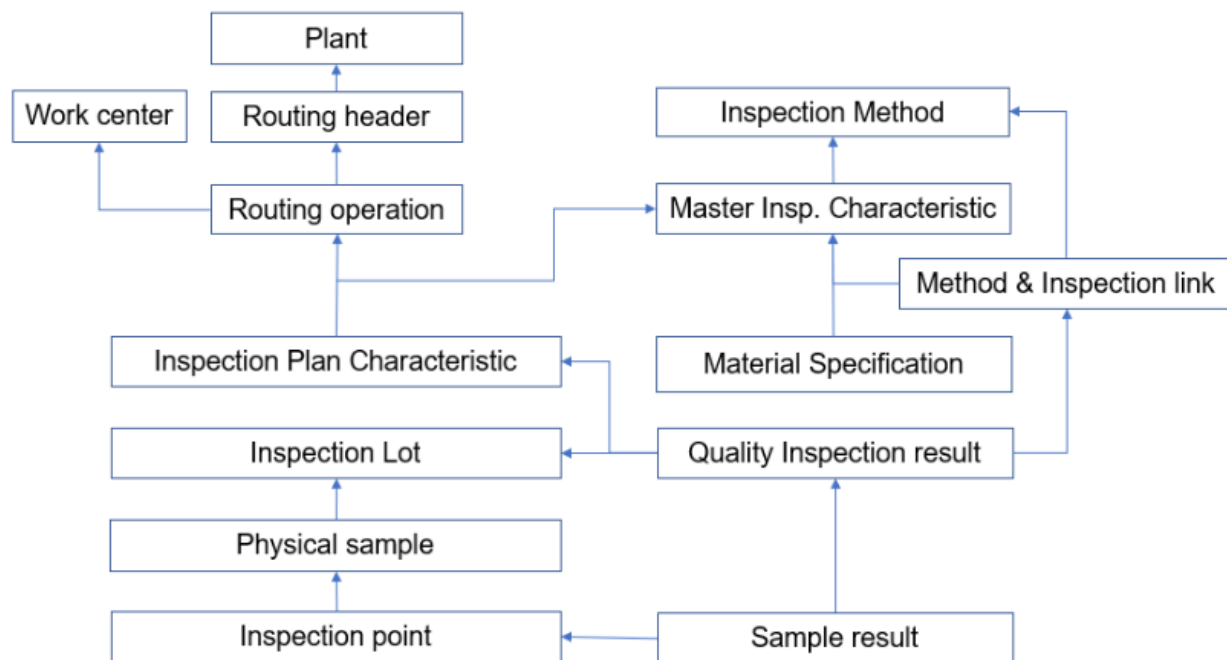 Plant
Work center
Routing header
Inspection Method
Routing operation
Master Insp. Characteristic
Method & Inspection link
Inspection Plan Characteristic
Material Specification
Inspection Lot
Quality Inspection result
Physical sample
Inspection point
Sample result